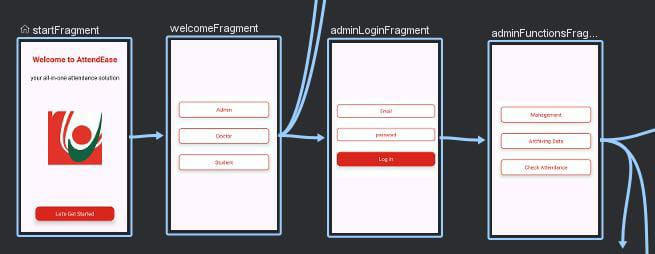 startFragment
Welcome to AttendEase
your all-in-one attendance solution
Let's Get Started
welcomeFragment
Admin
Doctor
Student
adminLoginFragment
Email
password
Log in
adminFunctionsFrag...
Management
Archiving Data
Check Attendance